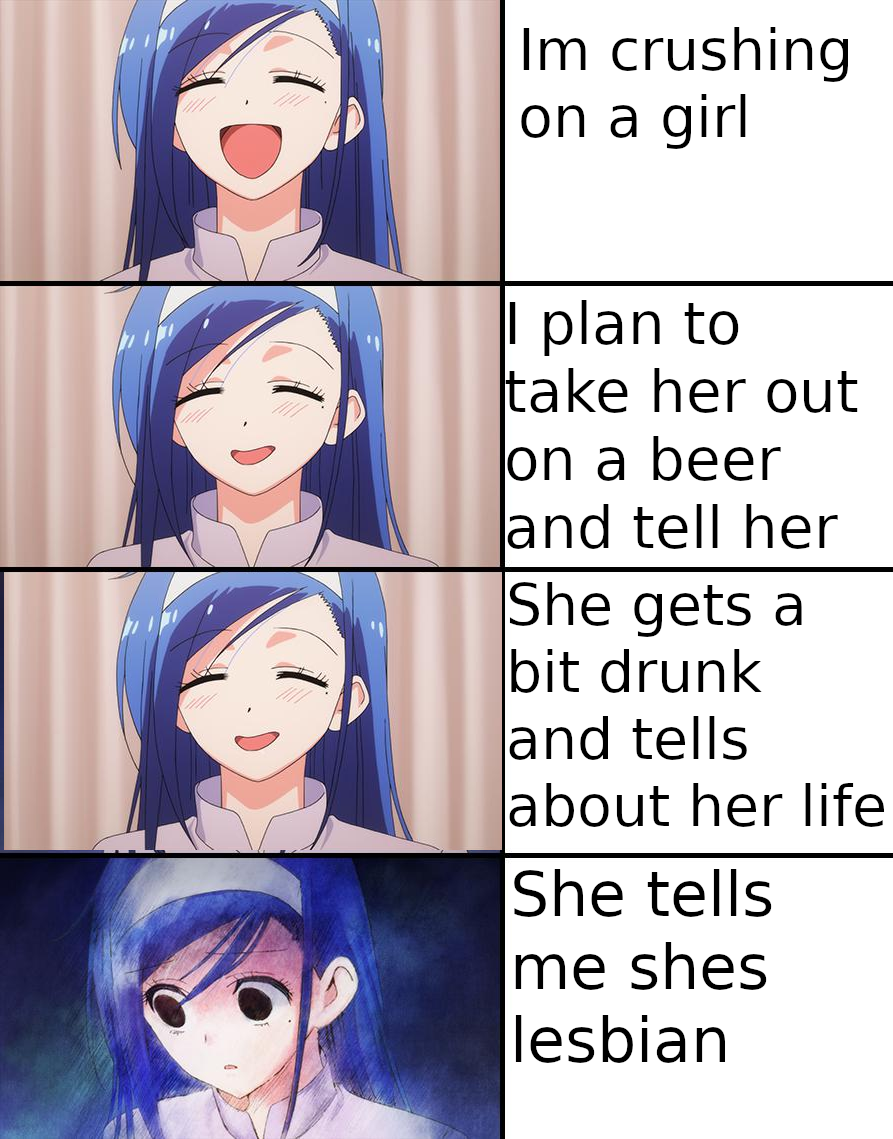 Im crushing
on a girl
I plan to
take her out
on a beer
and tell her
She gets a
bit drunk
and tells
about her life
She tells
me shes
lesbian